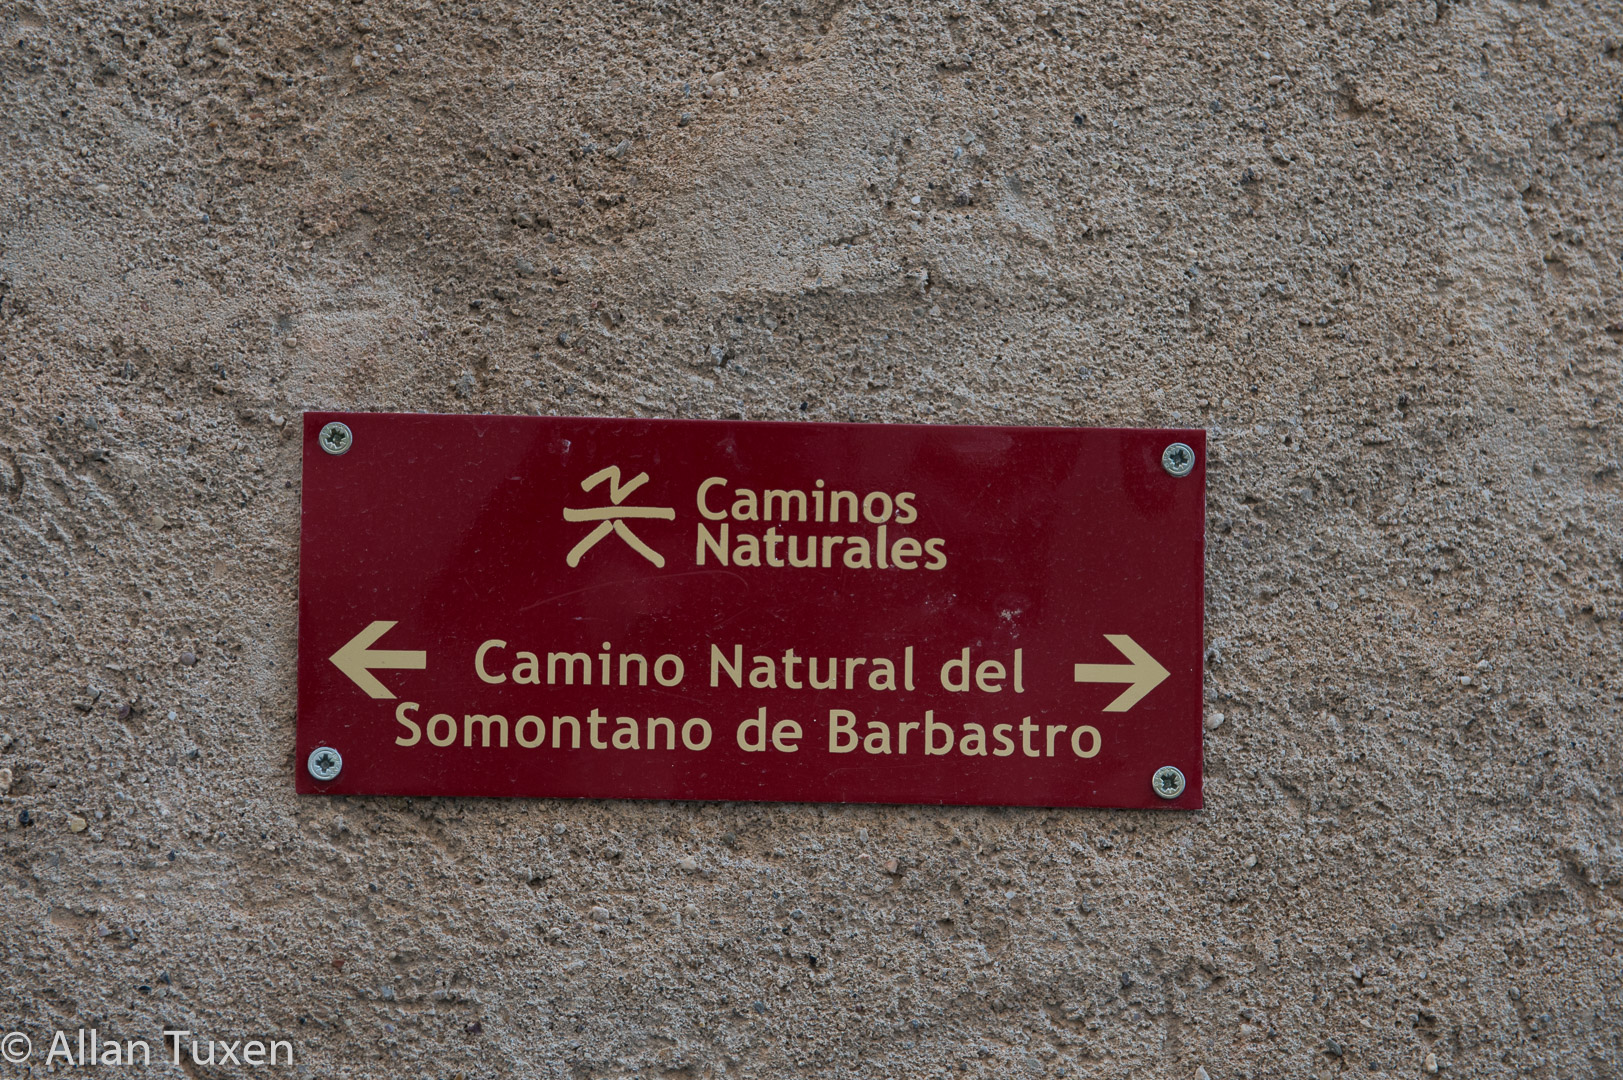 Caminos
Naturales
Camino Natural del
Somontano de Barbastro
© Allan Tuxen